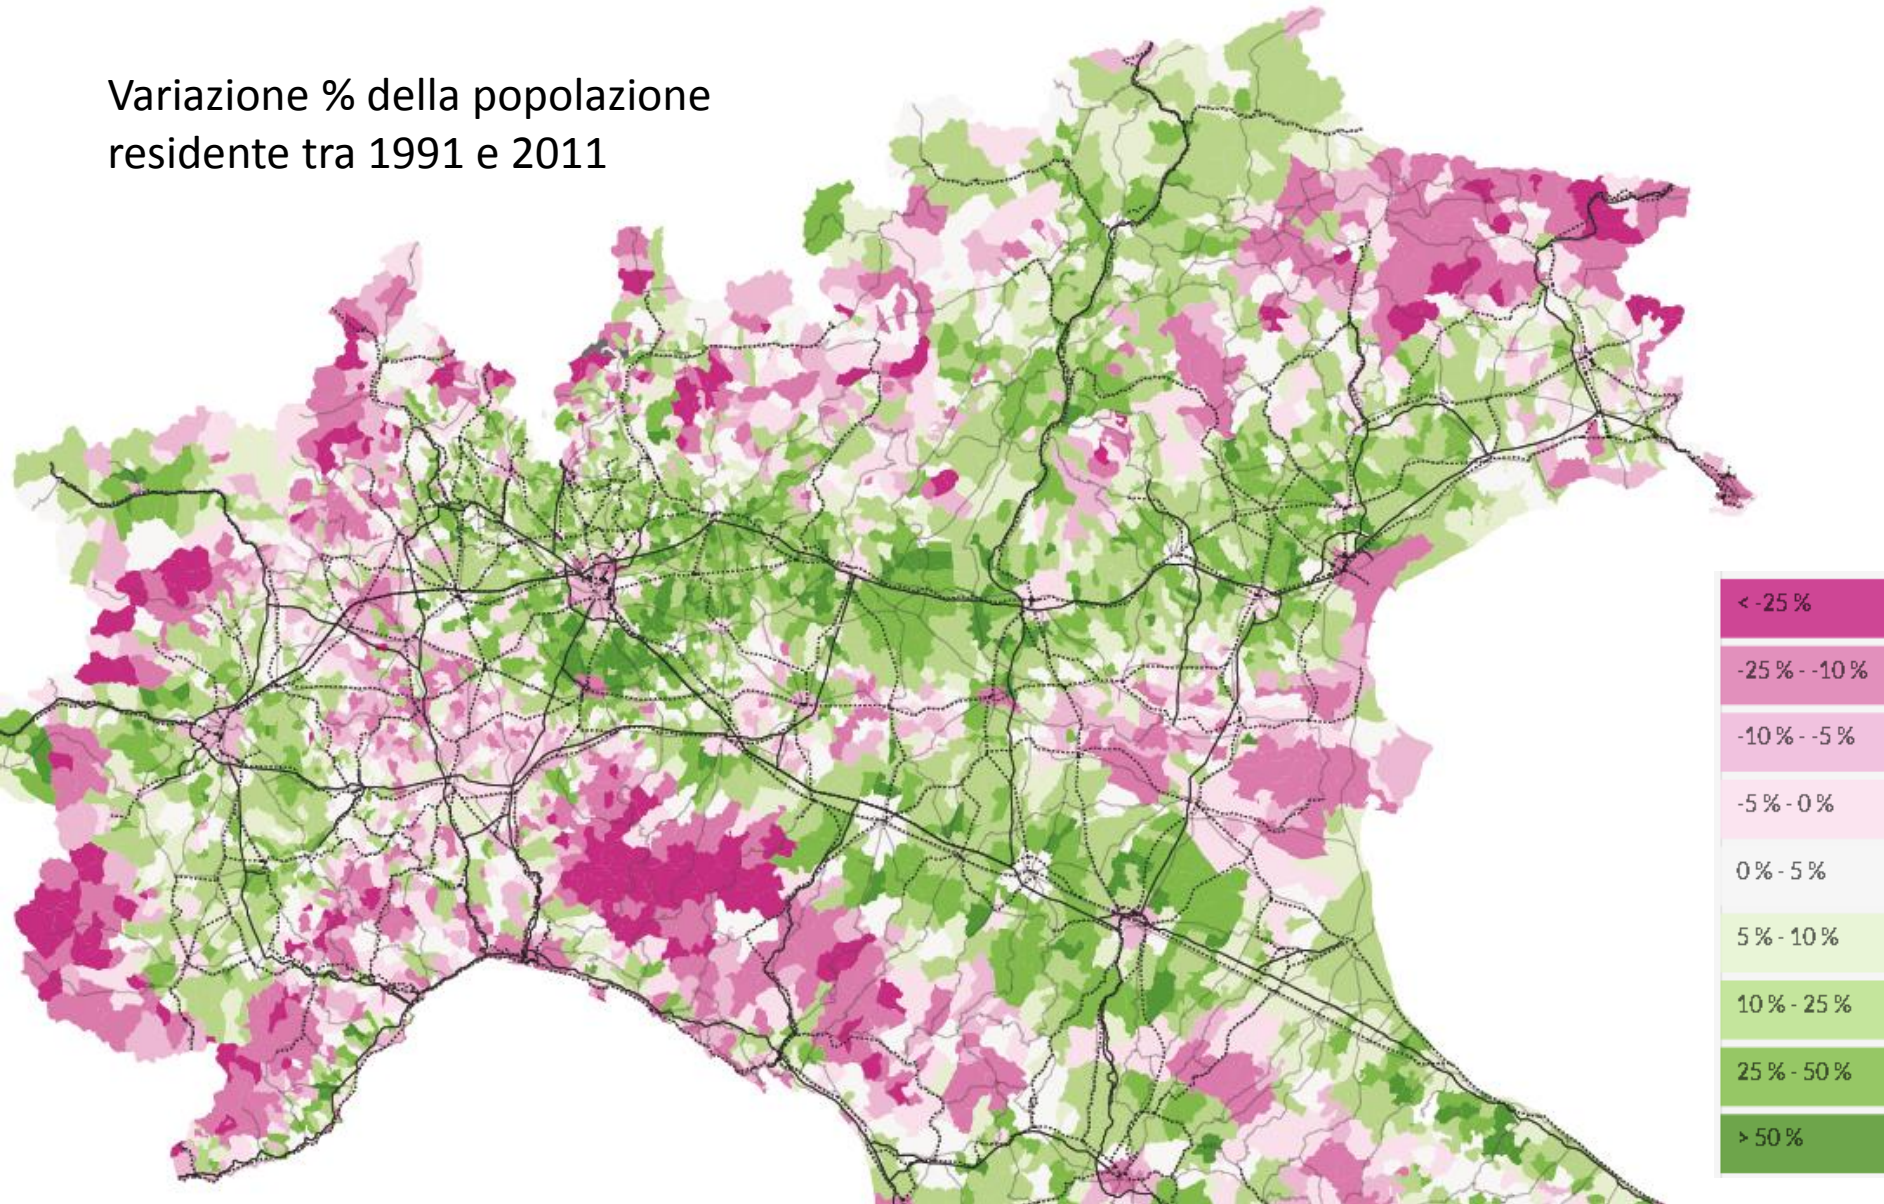 Variazione % della popolazione
residente tra 1991 e 2011
< -25 %
-25 % - -10 %
-10 % - -5 %
-5 % - 0 %
0 % - 5 %
5 % - 10 %
10 % - 25 %
25 % - 50 %
> 50 %